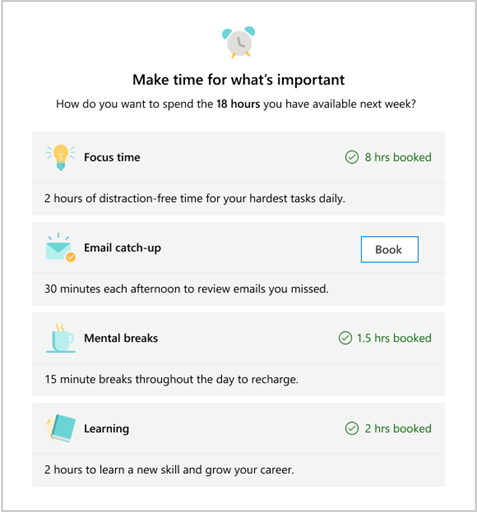 Make time for what's important
How do you want to spend the 18 hours you have available next week?
Focus time
8 hrs booked
2 hours of distraction-free time for your hardest tasks daily.
Email catch-up
Book
30 minutes each afternoon to review emails you missed.
Mental breaks
1.5 hrs booked
15 minute breaks throughout the day to recharge.
Learning
2 hrs booked
2 hours to learn a new skill and grow your career.